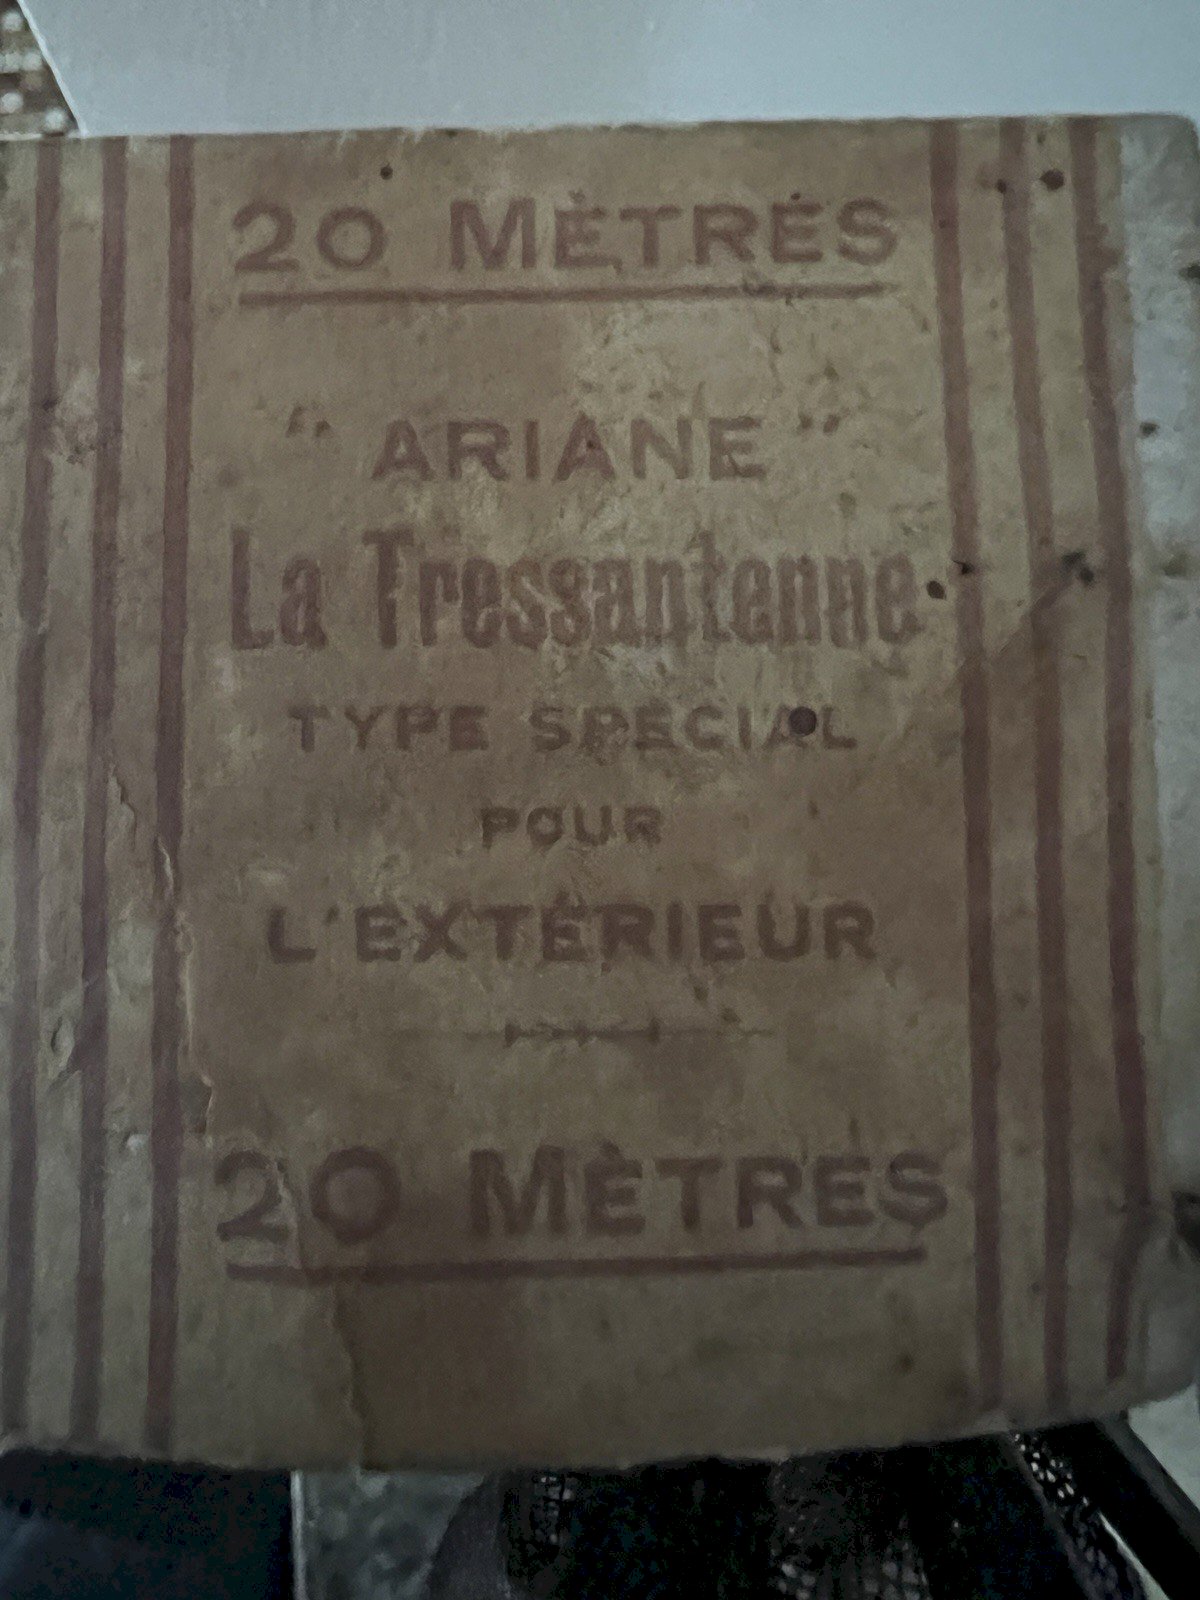 20 MÈTRES
" ARIANE "
La Tressantenne
TYPE SPÉCIAL
POUR
L'EXTÉRIEUR
20 MÈTRES